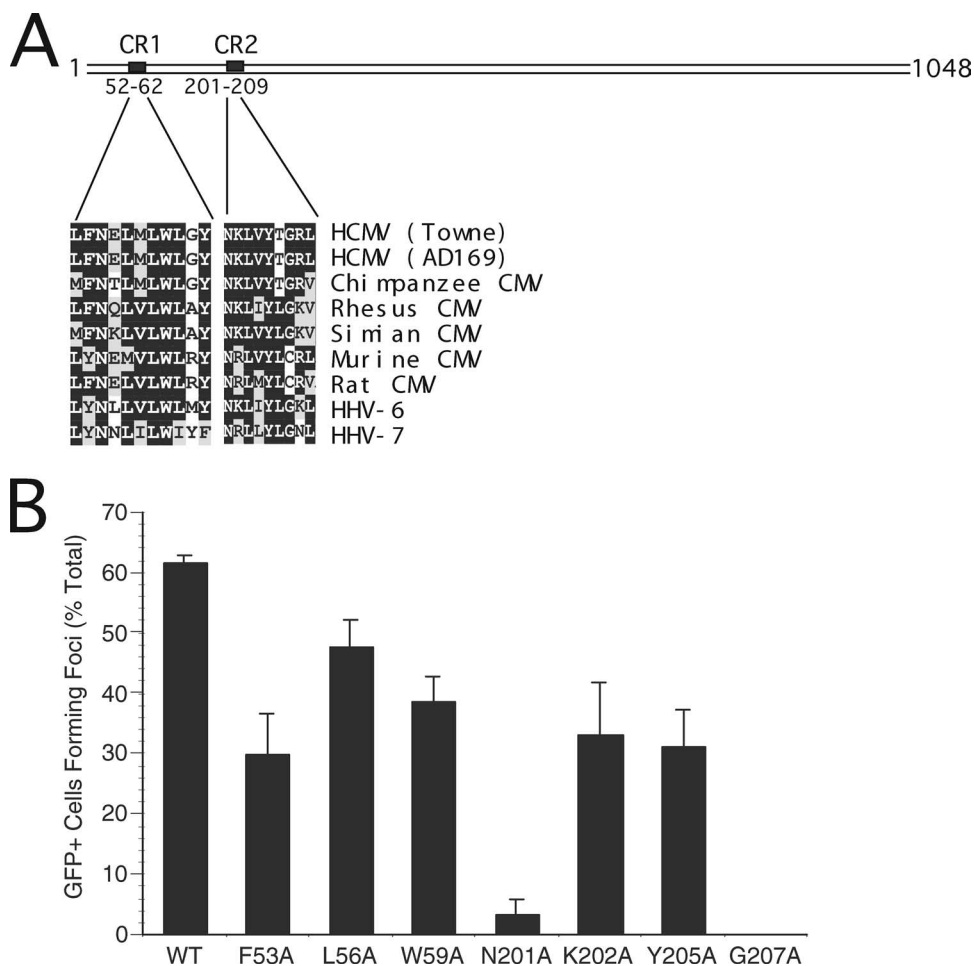 A
CR1 CR2
1 1048
52-62 201-209
LFNELMLWLGY NKLVYTGRL HCMV (Towne)
LFNELMLWLGY NKLVYTGRL HCMV (AD169)
MFNTLMLWLGY NKLVYTGRV Chimpanzee CMV
LFNQLVLWLAY NKLIYLGKV Rhesus CMV
MFNKLVLWLAY NKLVYLGKV Simian CMV
LYNEMVLWLRY NRLVYLCRL Murine CMV
LFNELVLWLRY NRLMYLCRV Rat CMV
LYNLLVLWLMY NKLIYLGKL HHV-6
LYNNLILWIYF NRLLYLGNL HHV-7
B
GFP+ Cells Forming Foci (% Total)
70
60
50
40
30
20
10
0
WT F53A L56A W59A N201A K202A Y205A G207A